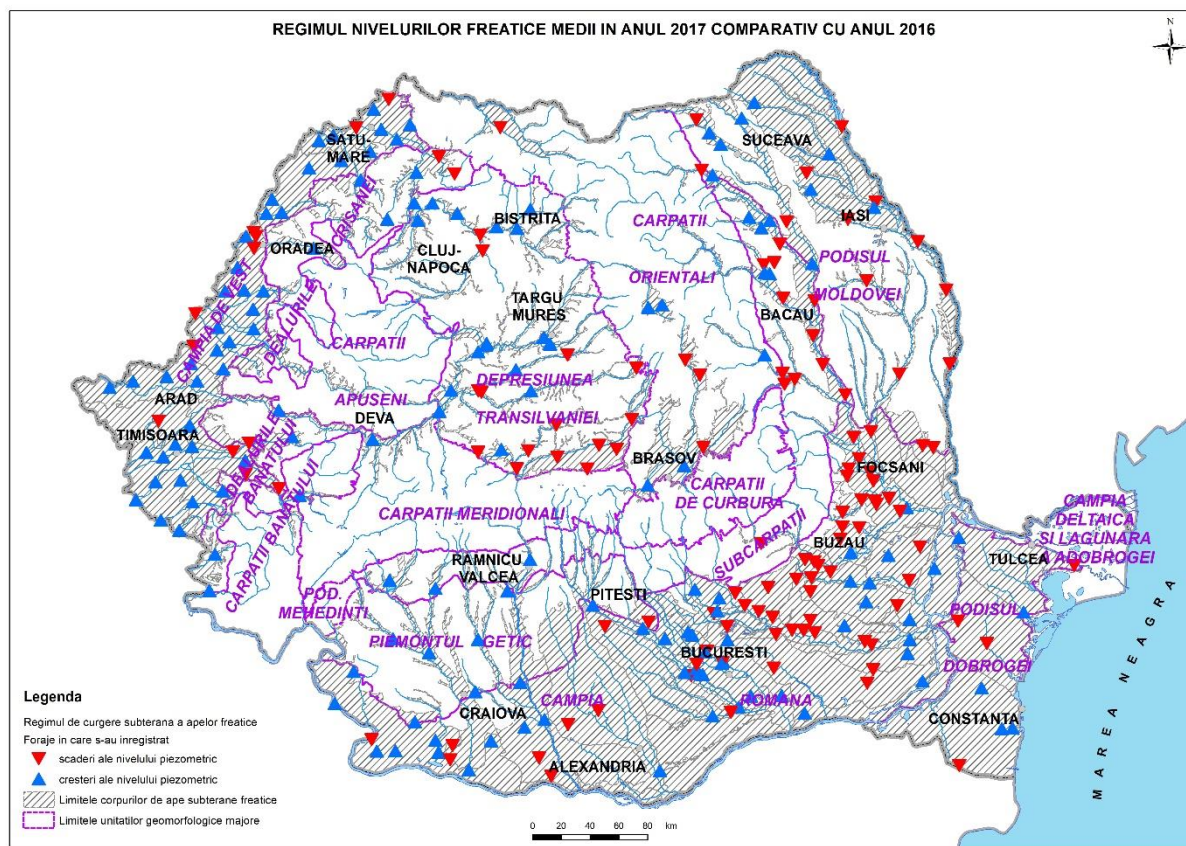 REGIMUL NIVELURILOR FREATICE MEDII IN ANUL 2017 COMPARATIV CU ANUL 2016
N
SATU-
MARE
SUCEAVA
CRISANEI
BISTRITA
CARPATII
IASI
ORADEA
CLUJ-
NAPOCA
ORIENTALI
PODISUL
MOLDOVEI
CAMPIA DE VEST
DEALURILE
TARGU
MURES
BACAU
CARPATII
DEPRESIUNEA
ARAD
APUSENI
DEVA
TRANSILVANIEI
TIMISOARA
DEALURILE
BANATULUI
BRASOV
FOCSANI
CARPATII BANATULUI
CARPATII
DE CURBURA
CARPATII MERIDIONALI
SUBCARPATII
BUZAU
CAMPIA
DELTAICA
SI LAGUNARA
A ADOBROGEI
TULCEA
RAMNICU
VALCEA
POD.
MEHEDINTI
PITESTI
PODISUL
PIEMONTUL GETIC
BUCURESTI
DOBROGEI
CAMPIA
ROMANA
CRAIOVA
CONSTANTA
ALEXANDRIA
MAREA NEAGRA
Legenda
Regimul de curgere subterana a apelor freatice
Foraje in care s-au inregistrat
scaderi ale nivelului piezometric
cresteri ale nivelului piezometric
Limitele corpurilor de ape subterane freatice
Limitele unitatilor geomorfologice majore
0 20 40 60 80 km